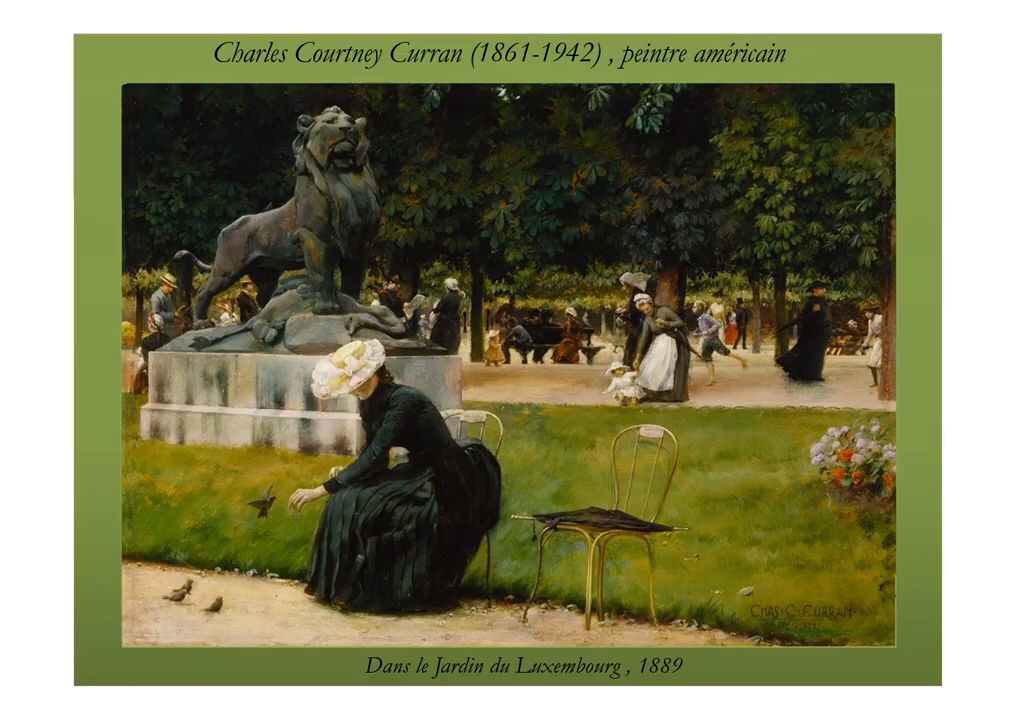 Charles Courtney Curran (1861-1942) , peintre américain
CHAS-C-CURRAN
Dans le Jardin du Luxembourg , 1889